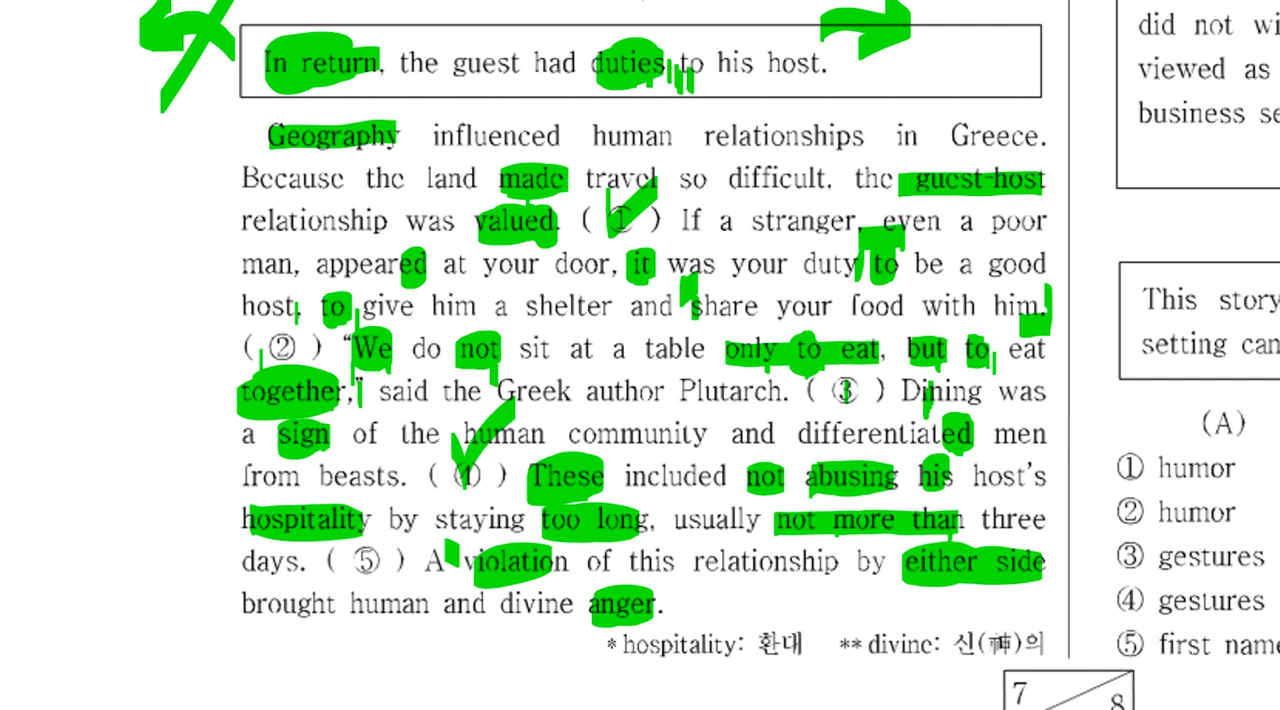 In return, the guest had duties to his host.
Geography influenced human relationships in Greece.
Because the land made travel so difficult, the guest-host
relationship was valued. ( ① ) If a stranger, even a poor
man, appeared at your door, it was your duty to be a good
host, to give him a shelter and share your food with him.
( ② ) “We do not sit at a table only to eat, but to eat
together,” said the Greek author Plutarch. ( ③ ) Dining was
a sign of the human community and differentiated men
from beasts. ( ④ ) These included not abusing his host's
hospitality by staying too long, usually not more than three
days. ( ⑤ ) A violation of this relationship by either side
brought human and divine anger.
* hospitality: 환대 ** divine: 신(神)의
did not wi
viewed as
business se
This story
setting can
(A)
① humor
② humor
③ gestures
④ gestures
⑤ first name
7
8